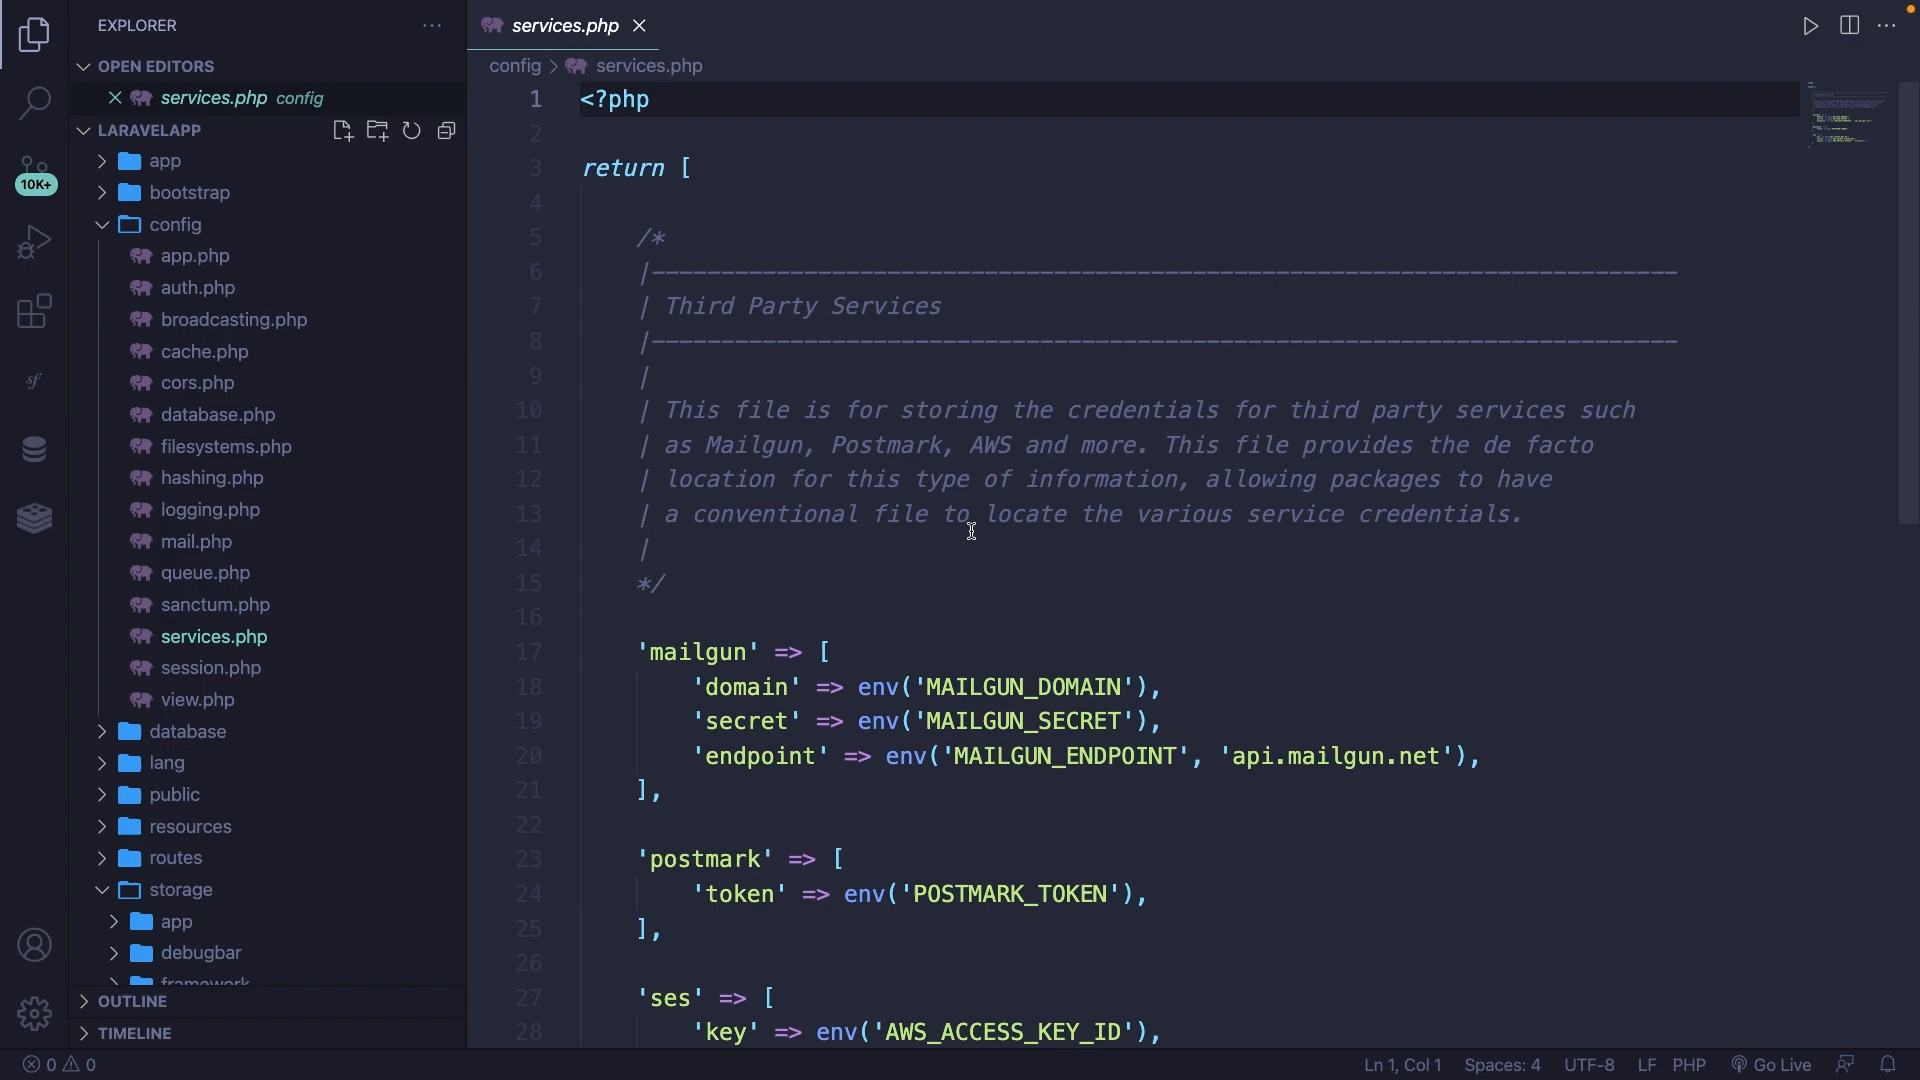 EXPLORER
OPEN EDITORS
services.php config
LARAVELAPP
app
bootstrap
config
app.php
auth.php
broadcasting.php
cache.php
cors.php
database.php
filesystems.php
hashing.php
logging.php
mail.php
queue.php
sanctum.php
services.php
session.php
view.php
database
lang
public
resources
routes
storage
app
debugbar
framework
OUTLINE
TIMELINE
10K+
sf
services.php
config > services.php
1 <?php
2
3 return [
4
5 /*
6 |--------------------------------------------------------------------------
7 | Third Party Services
8 |--------------------------------------------------------------------------
9 |
10 | This file is for storing the credentials for third party services such
11 | as Mailgun, Postmark, AWS and more. This file provides the de facto
12 | location for this type of information, allowing packages to have
13 | a conventional file to locate the various service credentials.
14 |
15 */
16
17 'mailgun' => [
18 'domain' => env('MAILGUN_DOMAIN'),
19 'secret' => env('MAILGUN_SECRET'),
20 'endpoint' => env('MAILGUN_ENDPOINT', 'api.mailgun.net'),
21 ],
22
23 'postmark' => [
24 'token' => env('POSTMARK_TOKEN'),
25 ],
26
27 'ses' => [
28 'key' => env('AWS_ACCESS_KEY_ID'),
0 0
Ln 1, Col 1 Spaces: 4 UTF-8 LF PHP Go Live